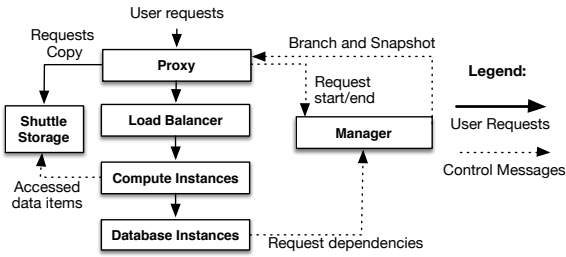 User requests
Requests
Copy
Branch and Snapshot
Proxy
Legend:
Request
start/end
Shuttle
Storage
Load Balancer
Manager
User Requests
Compute Instances
Control Messages
Accessed
data items
Database Instances
Request dependencies